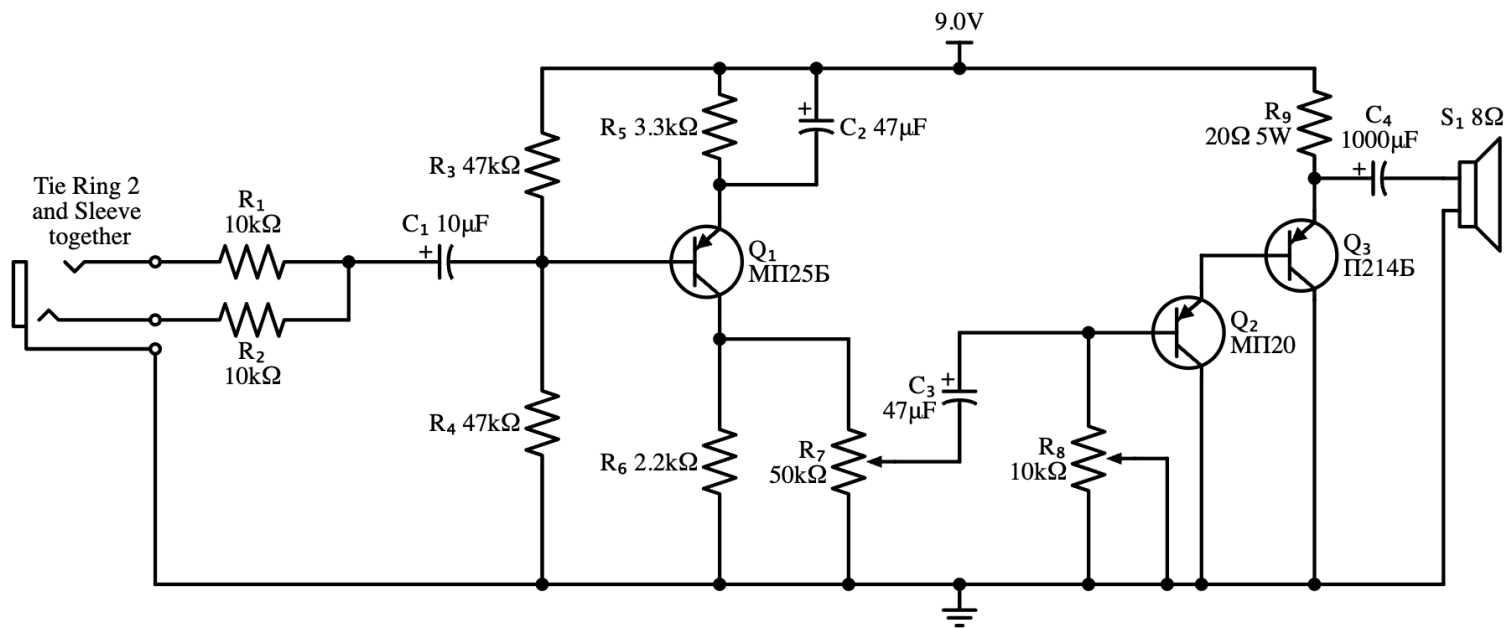 9.0V
R₅ 3.3kΩ
+
C₂ 47µF
R₉
20Ω 5W
C₄
1000µF
+
S₁ 8Ω
R₃ 47kΩ
Tie Ring 2
and Sleeve
together
R₁
10kΩ
C₁ 10µF
+
Q₁
МП25Б
Q₃
П214Б
R₂
10kΩ
Q₂
МП20
C₃
47µF
+
R₄ 47kΩ
R₆ 2.2kΩ
R₇
50kΩ
R₈
10kΩ